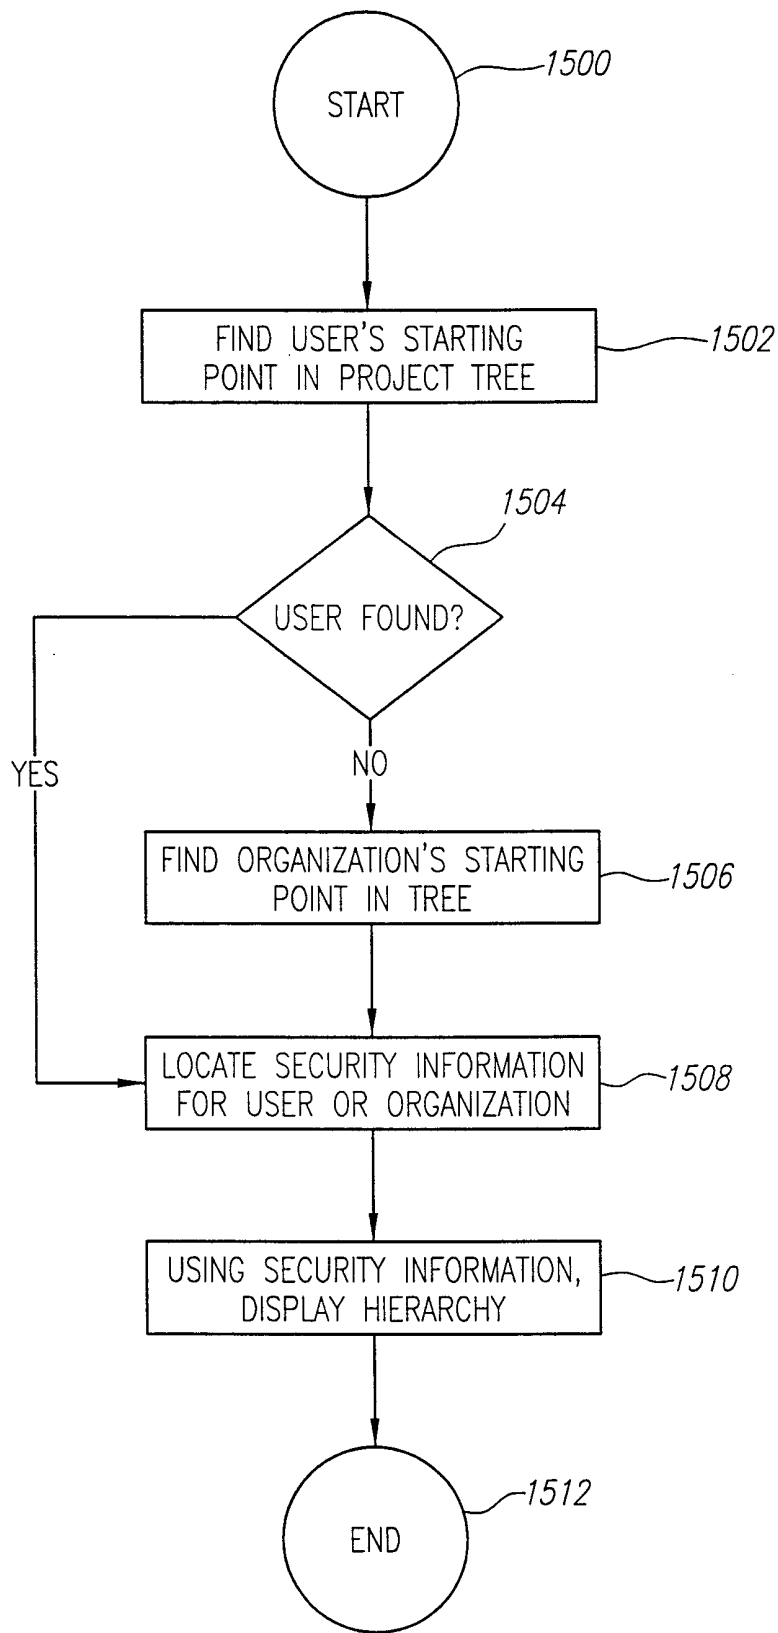 START
1500
FIND USER'S STARTING
POINT IN PROJECT TREE
1502
1504
USER FOUND?
YES
NO
FIND ORGANIZATION'S STARTING
POINT IN TREE
1506
LOCATE SECURITY INFORMATION
FOR USER OR ORGANIZATION
1508
USING SECURITY INFORMATION,
DISPLAY HIERARCHY
1510
1512
END